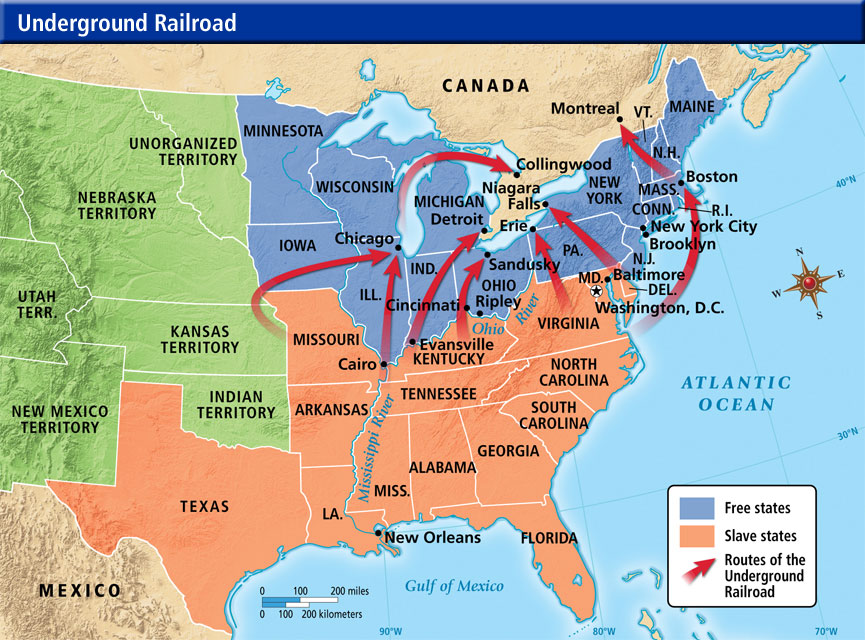 Underground Railroad
CANADA
Montreal
VT.
MAINE
MINNESOTA
UNORGANIZED
TERRITORY
N.H.
Collingwood
WISCONSIN
MICHIGAN
Niagara
Falls
NEW
YORK
MASS.
Boston
40°N
NEBRASKA
TERRITORY
Detroit
CONN.
R.I.
Erie
New York City
Brooklyn
IOWA
Chicago
PA.
N.J.
IND.
Sandusky
MD.
Baltimore
N
W
E
S
UTAH
TERR.
ILL.
OHIO
DEL.
Cincinnati
Ripley
Washington, D.C.
KANSAS
TERRITORY
MISSOURI
Ohio
River
VIRGINIA
Evansville
KENTUCKY
Cairo
NORTH
CAROLINA
ATLANTIC
OCEAN
NEW MEXICO
TERRITORY
INDIAN
TERRITORY
TENNESSEE
ARKANSAS
SOUTH
CAROLINA
Mississippi River
30°N
GEORGIA
ALABAMA
MISS.
TEXAS
LA.
New Orleans
FLORIDA
MEXICO
Gulf of Mexico
0 100 200 miles
0 100 200 kilometers
Free states
Slave states
Routes of the
Underground
Railroad
90°W
80°W
70°W